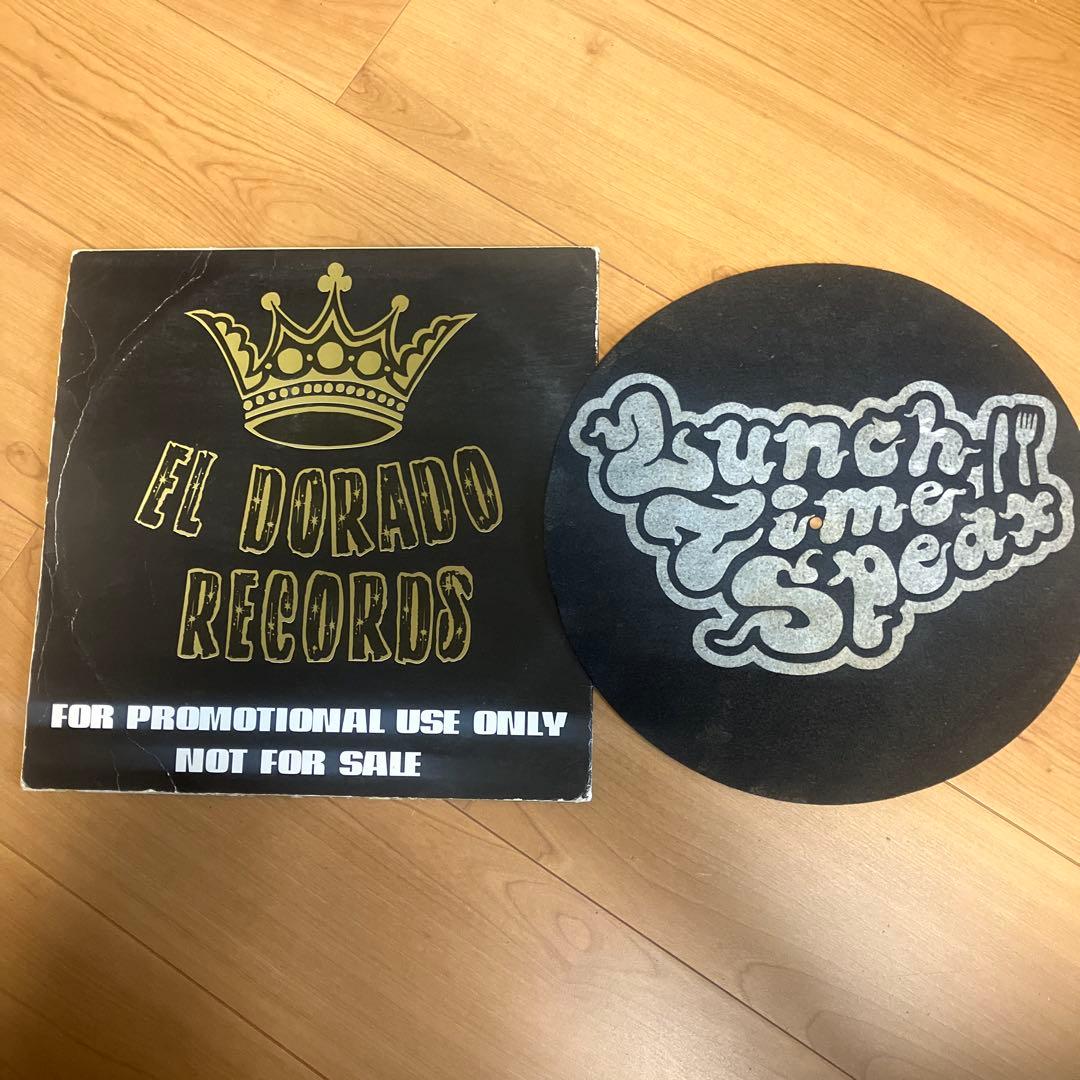 EL DORADO
RECORDS
FOR PROMOTIONAL USE ONLY
NOT FOR SALE
Lunch
Time
Speax